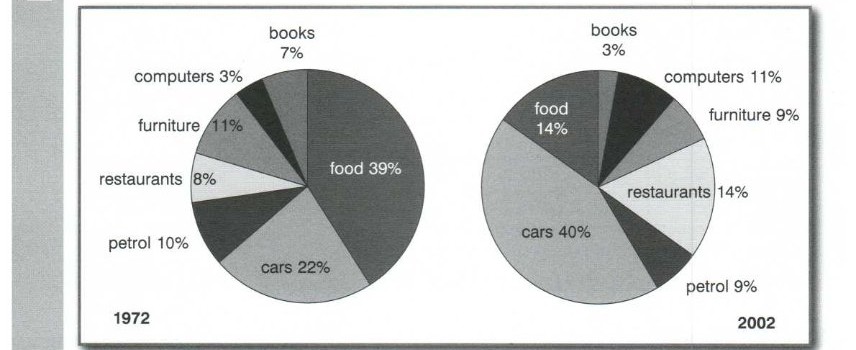 books
7%
computers 3%
furniture 11%
restaurants 8%
petrol 10%
food 39%
cars 22%
1972
books
3%
computers 11%
furniture 9%
food
14%
restaurants 14%
cars 40%
petrol 9%
2002